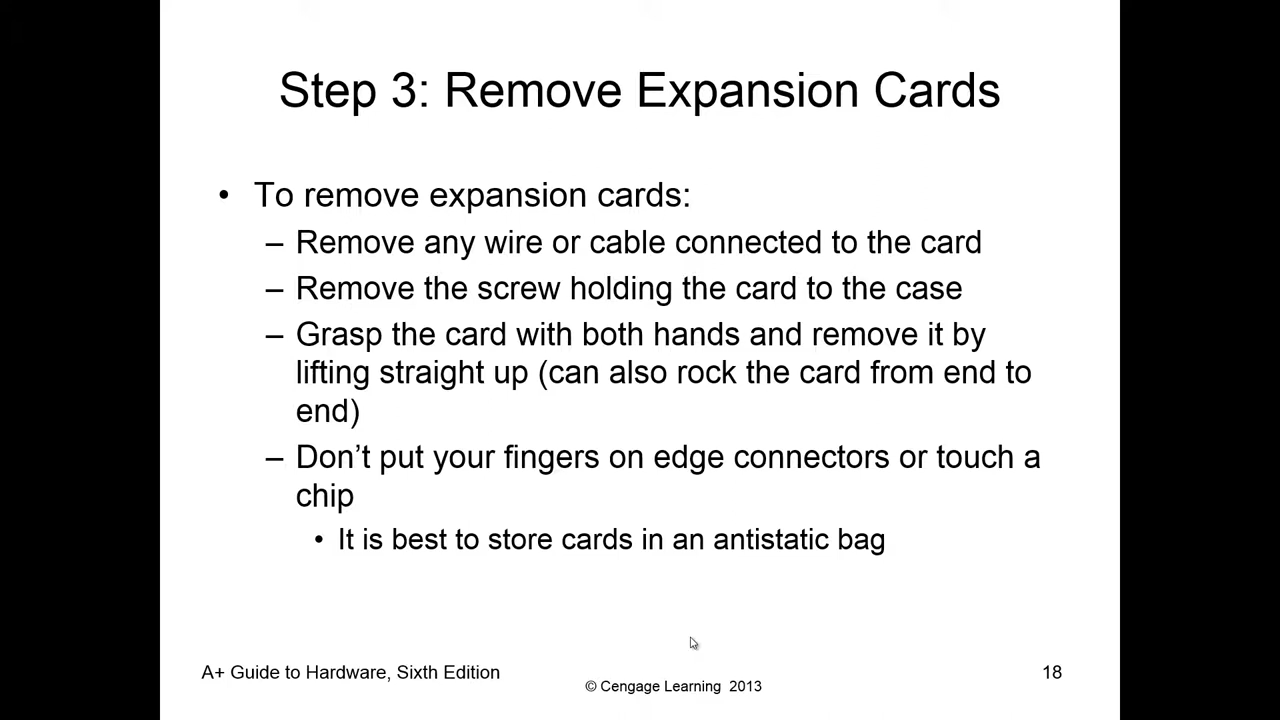 Step 3: Remove Expansion Cards
• To remove expansion cards:
– Remove any wire or cable connected to the card
– Remove the screw holding the card to the case
– Grasp the card with both hands and remove it by
lifting straight up (can also rock the card from end to
end)
– Don’t put your fingers on edge connectors or touch a
chip
• It is best to store cards in an antistatic bag
A+ Guide to Hardware, Sixth Edition
© Cengage Learning 2013
18